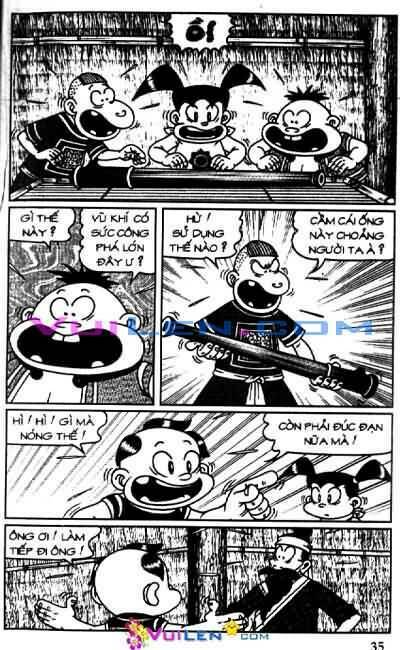 ỒI
GÌ THẾ
NÀY?
VŨ KHÍ CÓ
SỨC CÔNG
PHÁ LỚN
ĐÂY Ư?
HỪ!
SỬ DỤNG
THẾ NÀO?
CẦM CÁI ỐNG
NÀY CHOẢNG
NGƯỜI TA À?
VUILEN.COM
HÌ! HÌ! GÌ MÀ
NÓNG THẾ!
CÒN PHẢI ĐÚC ĐẠN
NỮA MÀ!
ÔNG ƠI! LÀM
TIẾP ĐI ÔNG!
VUILEN.COM
35